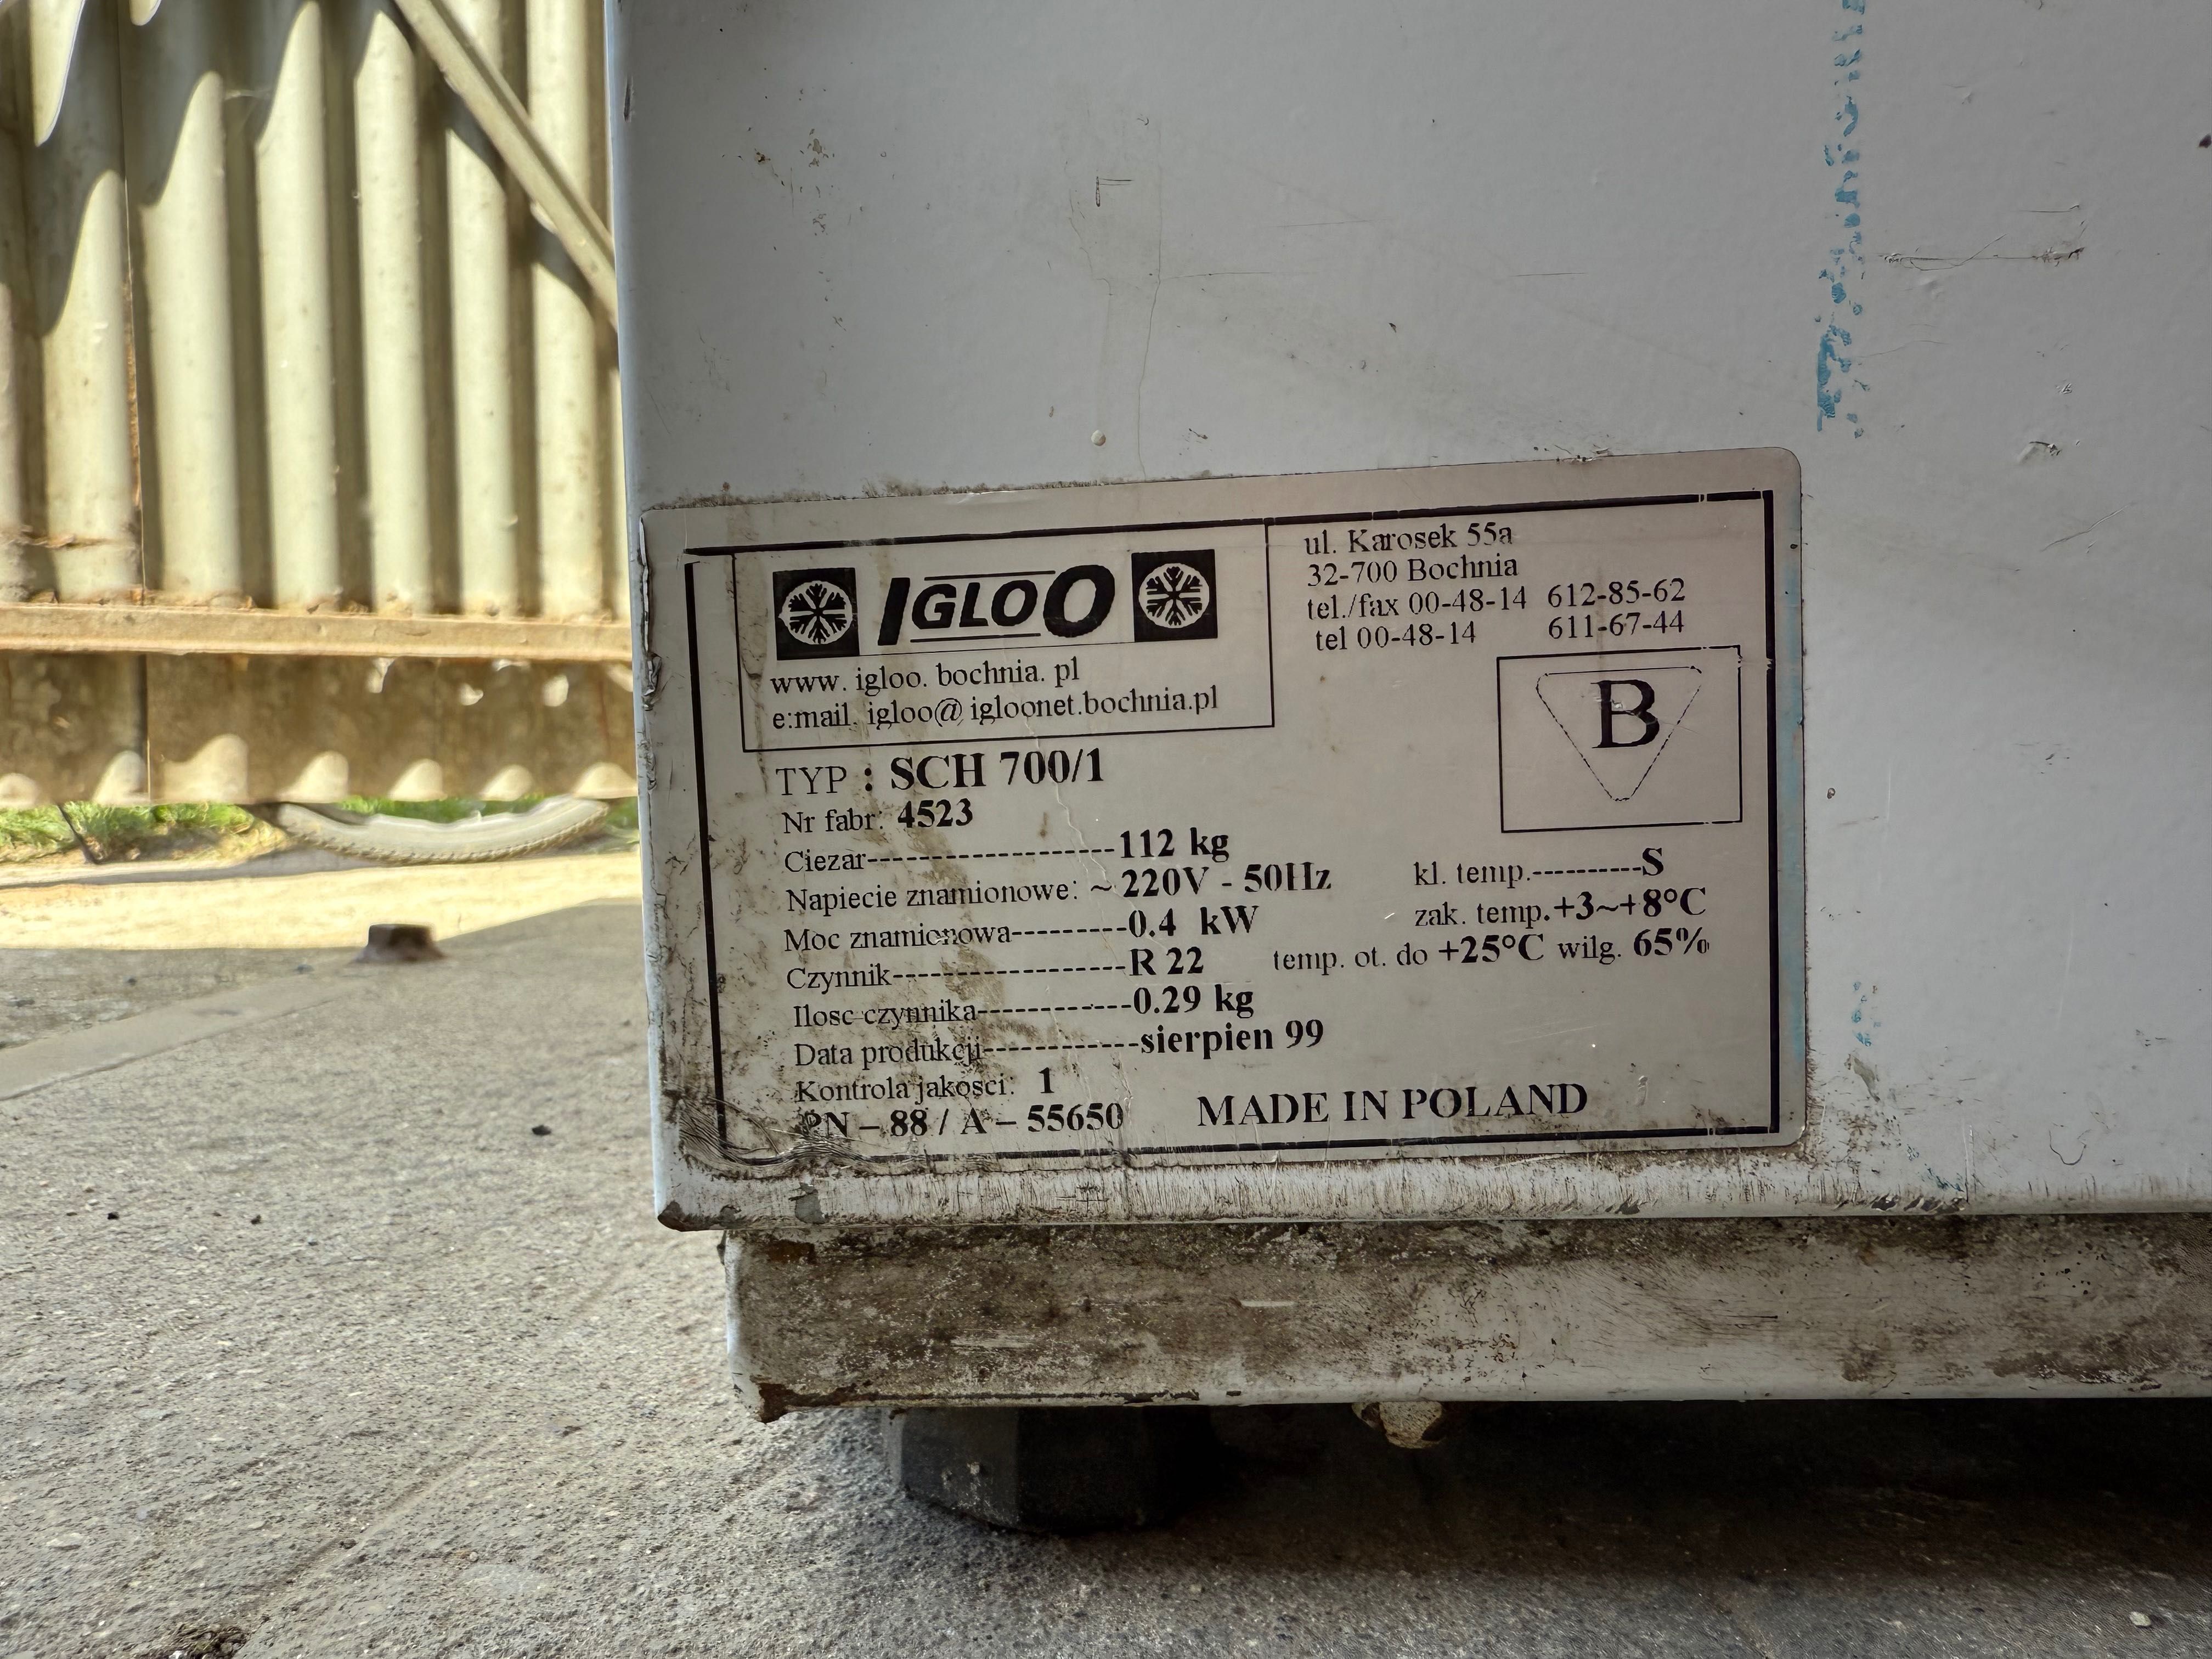 IGLOO
www. igloo. bochnia. pl
e:mail. igloo@ igloonet.bochnia.pl
ul. Karosek 55a
32-700 Bochnia
tel./fax 00-48-14 612-85-62
tel 00-48-14 611-67-44
B
TYP : SCH 700/1
Nr fabr: 4523
Ciezar-------------------112 kg
Napiecie znamionowe: ~ 220V - 50Hz
Moc znamionowa---------0.4 kW
Czynnik------------------R 22
Ilosc czynnika------------0.29 kg
Data produkcji------------sierpien 99
Kontrola jakosci: 1
PN – 88 / A – 55650
kl. temp.----------S
zak. temp.+3~+8°C
temp. ot. do +25°C wilg. 65%
MADE IN POLAND